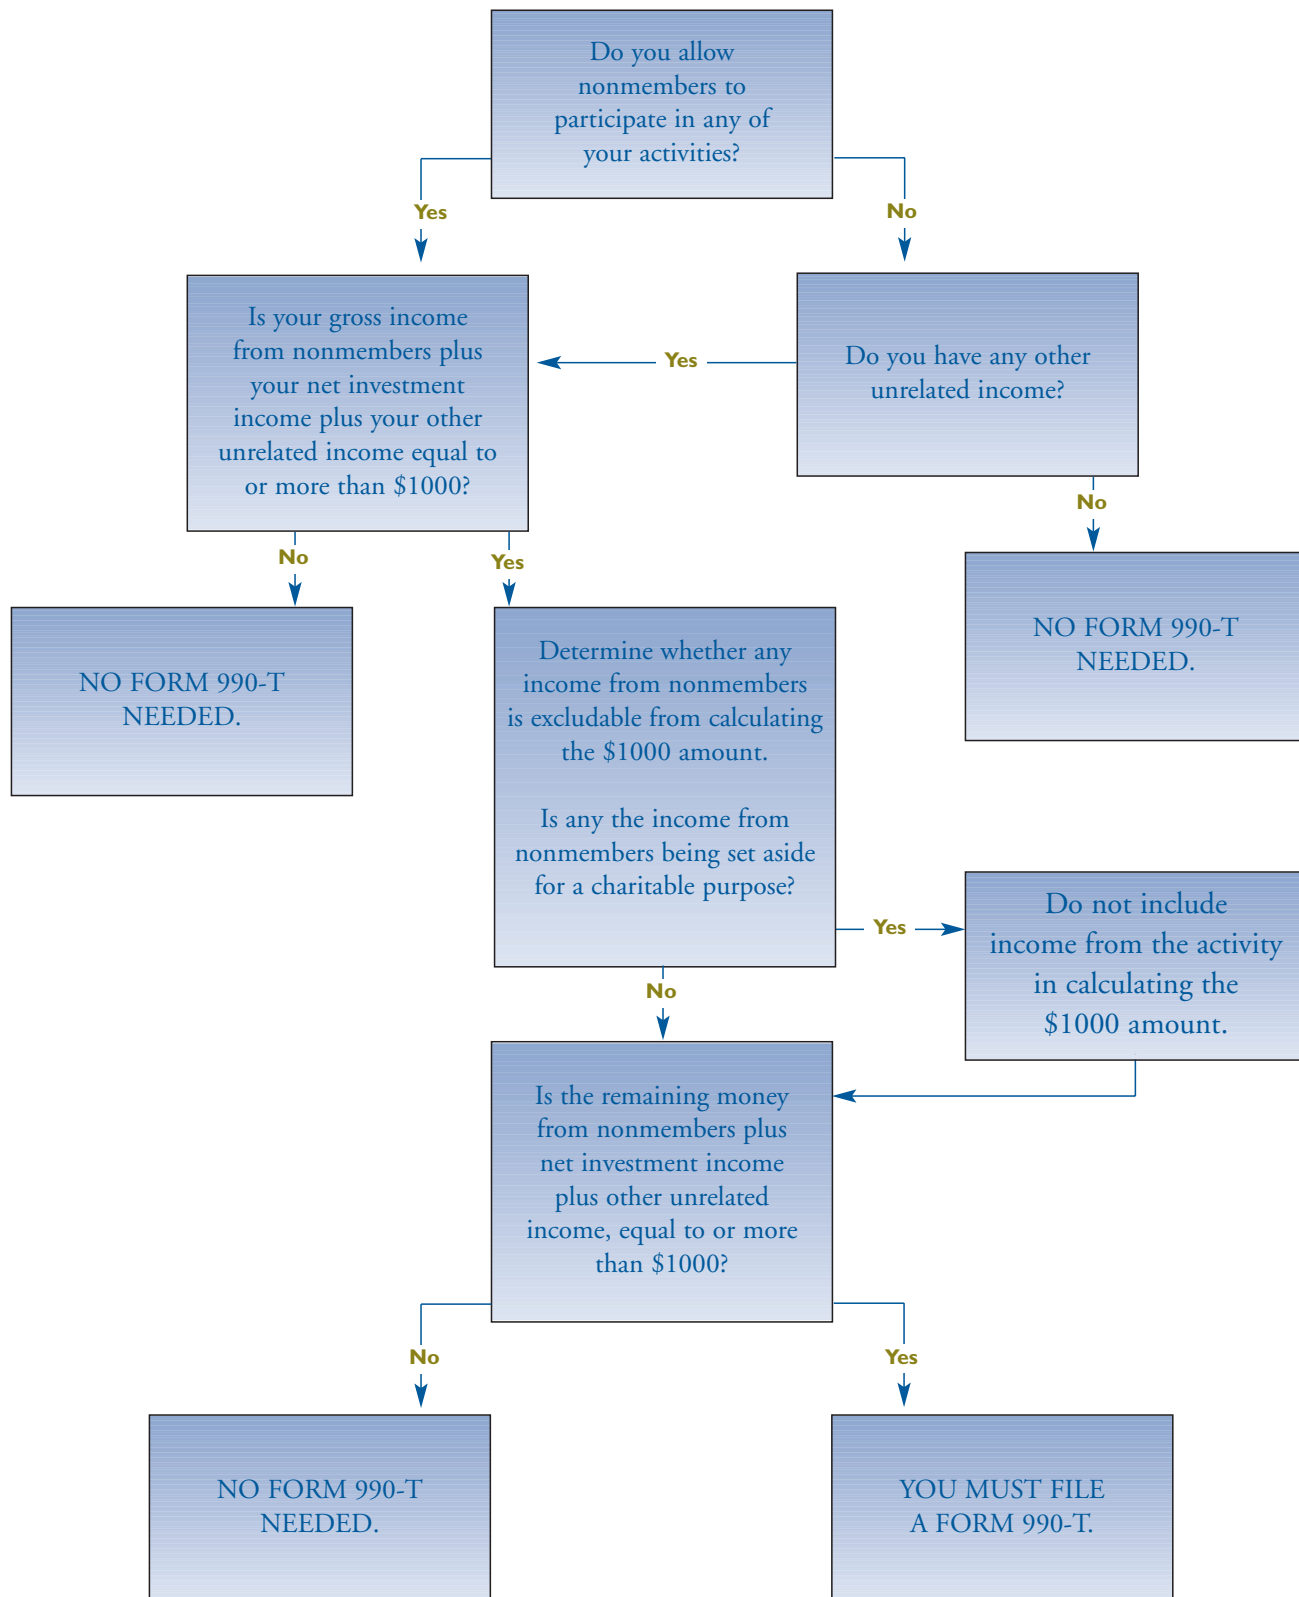 Do you allow
nonmembers to
participate in any of
your activities?
Yes
No
Is your gross income
from nonmembers plus
your net investment
income plus your other
unrelated income equal to
or more than $1000?
Yes
Do you have any other
unrelated income?
No
Yes
No
NO FORM 990-T
NEEDED.
Determine whether any
income from nonmembers
is excludable from calculating
the $1000 amount.
Is any the income from
nonmembers being set aside
for a charitable purpose?
NO FORM 990-T
NEEDED.
Yes
Do not include
income from the activity
in calculating the
$1000 amount.
No
Is the remaining money
from nonmembers plus
net investment income
plus other unrelated
income, equal to or more
than $1000?
No
Yes
NO FORM 990-T
NEEDED.
YOU MUST FILE
A FORM 990-T.